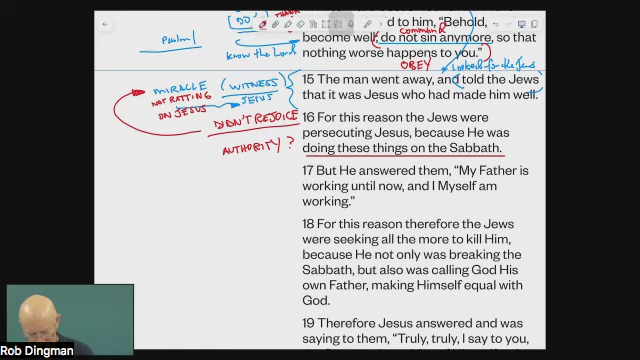 DO,
THANK
d to him, “Behold,
become well; do not sin anymore, so that
command
Psalm 1
know the Lord
nothing worse happens to you.”
OBEY
Looked for the Jews
15 The man went away, and told the Jews
that it was Jesus who had made him well.
MIRACLE (WITNESS)
JESUS
NOT RATTING
ON JESUS
DIDN'T REJOICE
AUTHORITY?
16 For this reason the Jews were
persecuting Jesus, because He was
doing these things on the Sabbath.
17 But He answered them, “My Father is
working until now, and I Myself am
working.”
18 For this reason therefore the Jews
were seeking all the more to kill Him,
because He not only was breaking the
Sabbath, but also was calling God His
own Father, making Himself equal with
God.
19 Therefore Jesus answered and was
saying to them, “Truly, truly, I say to you,
Rob Dingman